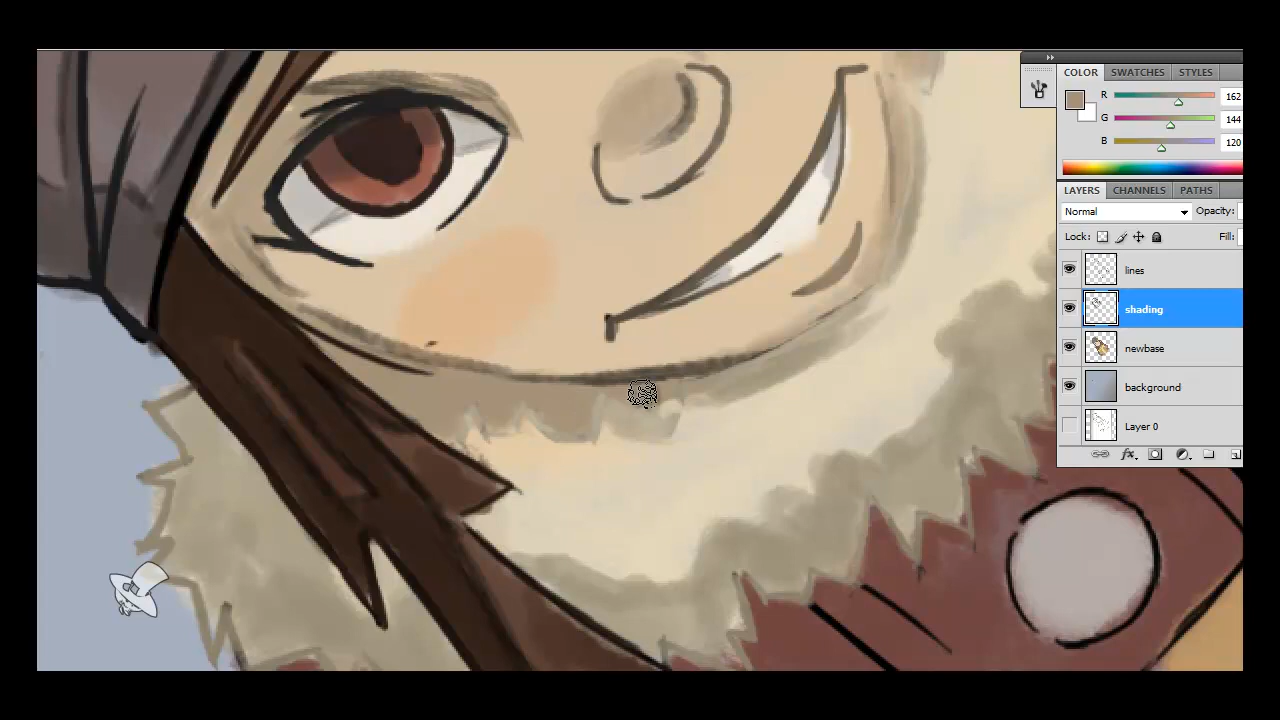 COLOR SWATCHES STYLES
R 162
G 144
B 120
LAYERS CHANNELS PATHS
Normal Opacity:
Lock: Fill:
lines
shading
newbase
background
Layer 0
fx